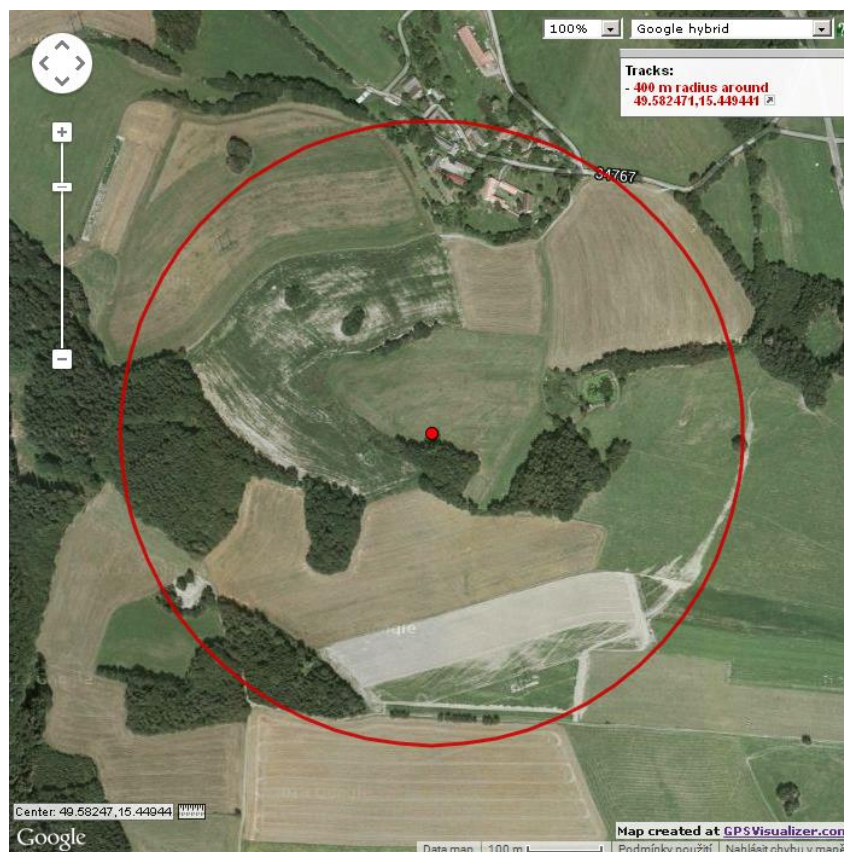 100%
Google hybrid
Tracks:
- 400 m radius around
49.582471,15.449441
34767
Center: 49.58247,15.44944
Google
Map created at GPSVisualizer.com
Data map
100 m
Podmínky použití
Nahlásit chybu v mapě